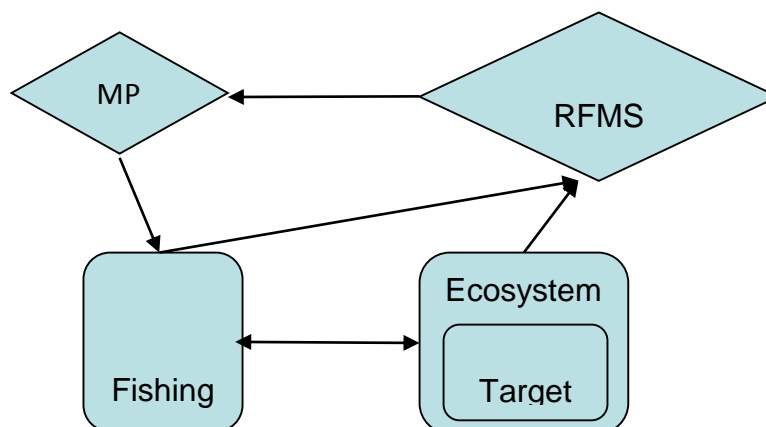 MP
RFMS
Ecosystem
Fishing
Target